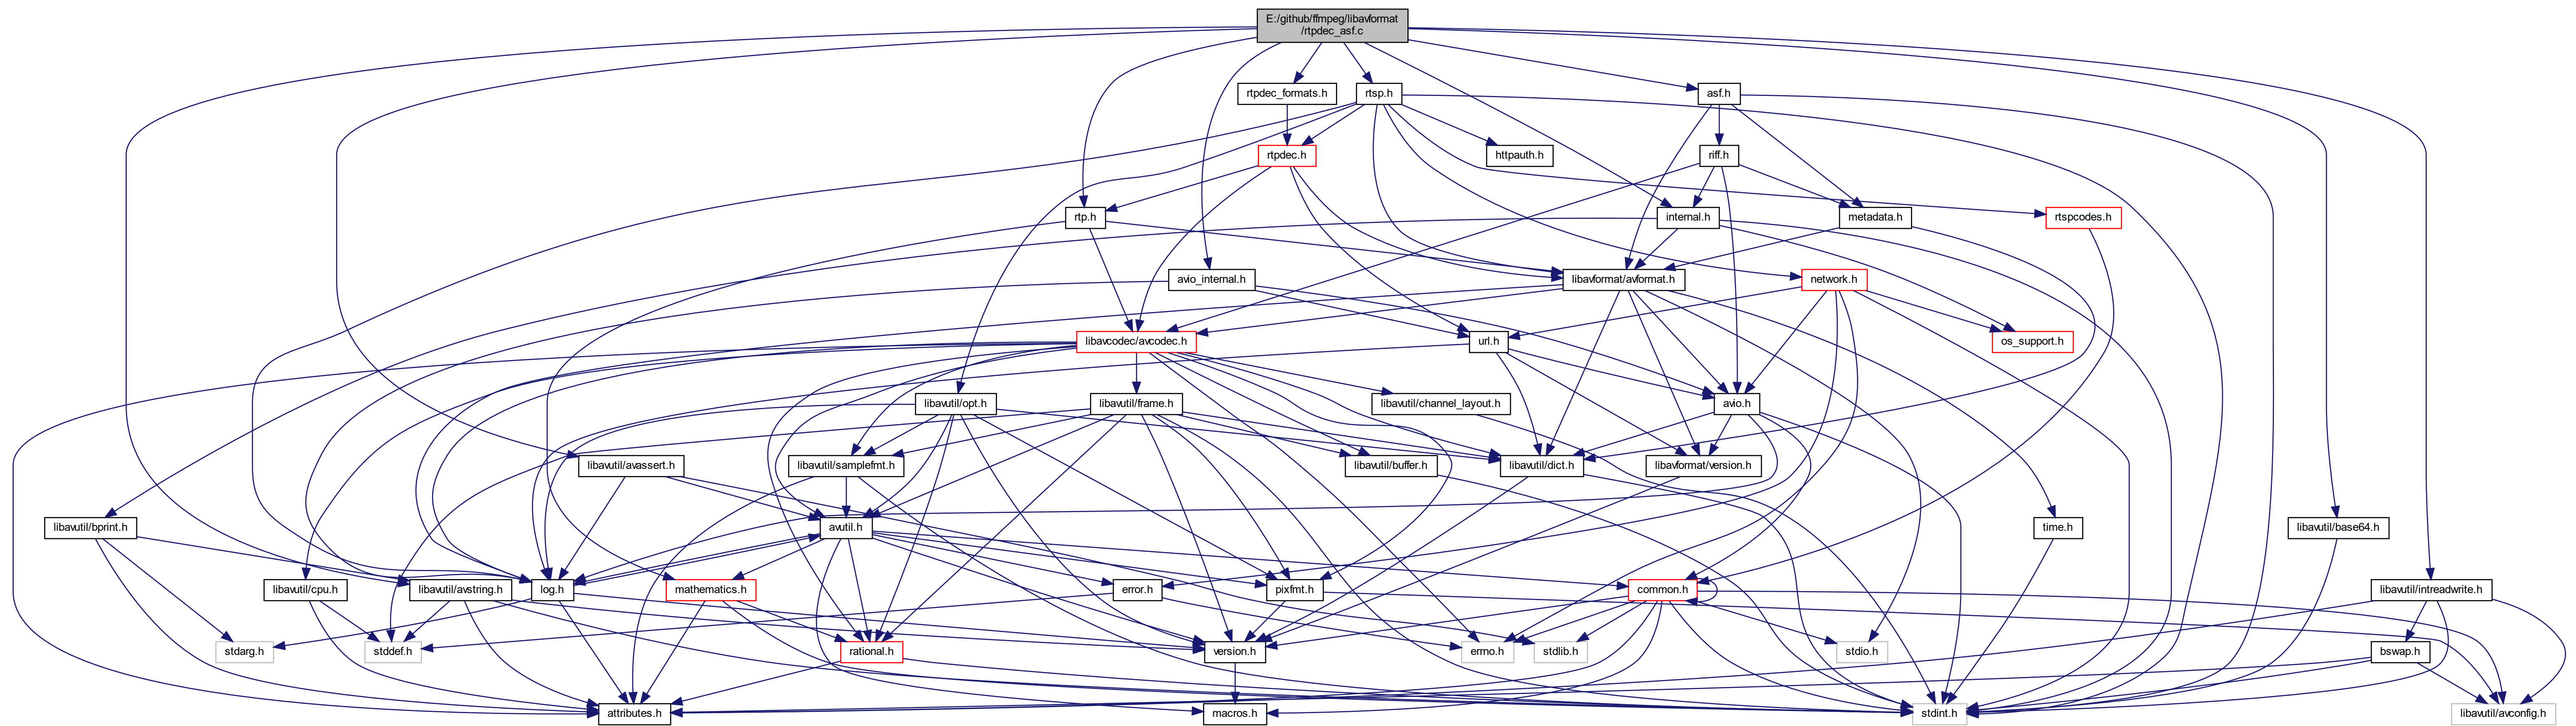 E:/github/ffmpeg/libavformat
/rtpdec_asf.c
rtpdec_formats.h
rtsp.h
asf.h
rtpdec.h
httpauth.h
riff.h
rtp.h
internal.h
metadata.h
rtspcodes.h
avio_internal.h
libavformat/avformat.h
network.h
libavcodec/avcodec.h
url.h
os_support.h
libavutil/opt.h
libavutil/frame.h
libavutil/channel_layout.h
avio.h
libavutil/avassert.h
libavutil/samplefmt.h
libavutil/buffer.h
libavutil/dict.h
libavformat/version.h
libavutil/bprint.h
avutil.h
time.h
libavutil/base64.h
libavutil/cpu.h
libavutil/avstring.h
log.h
mathematics.h
error.h
pixfmt.h
common.h
libavutil/intreadwrite.h
stdarg.h
stddef.h
rational.h
version.h
errno.h
stdlib.h
stdio.h
bswap.h
attributes.h
macros.h
stdint.h
libavutil/avconfig.h